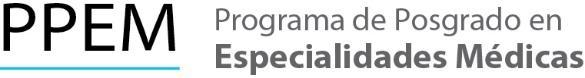 PPEM
Programa de Posgrado en
Especialidades Médicas